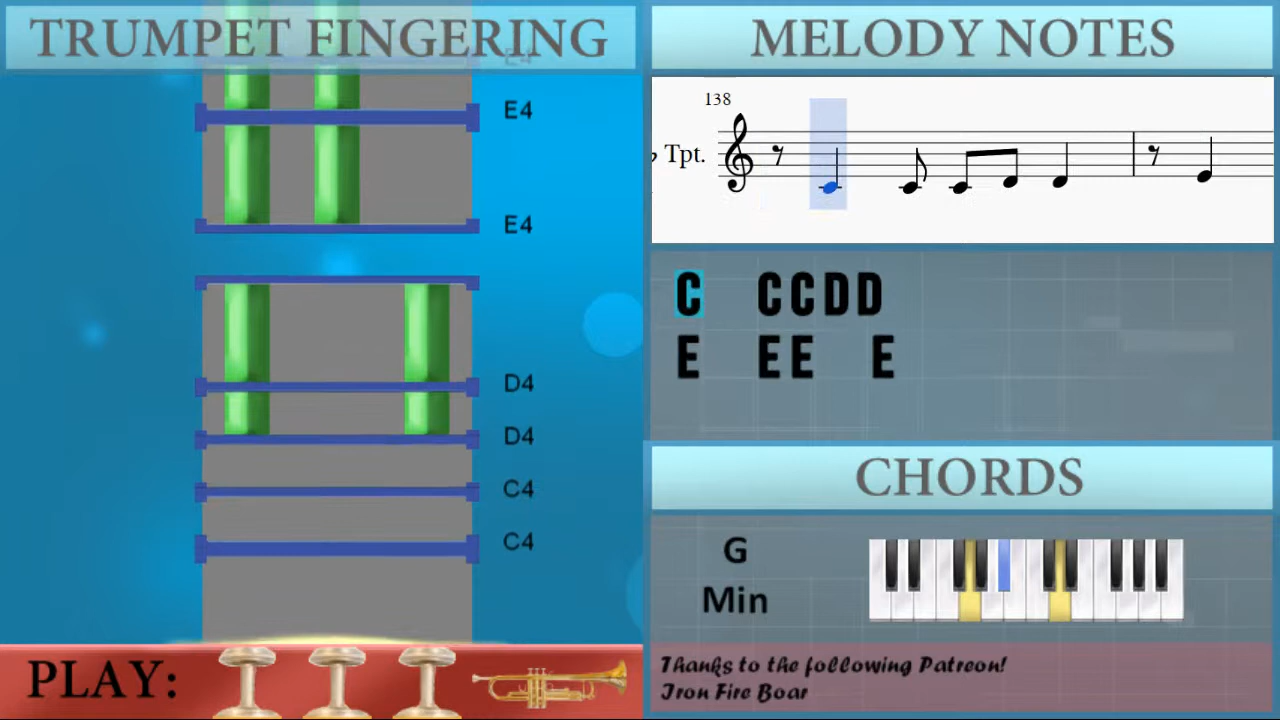 TRUMPET FINGERING
E4
E4
E4
D4
D4
C4
C4
PLAY:
MELODY NOTES
138
Tpt.
C CCDD
E EE E
CHORDS
G
Min
Thanks to the following Patreon!
Iron Fire Boar